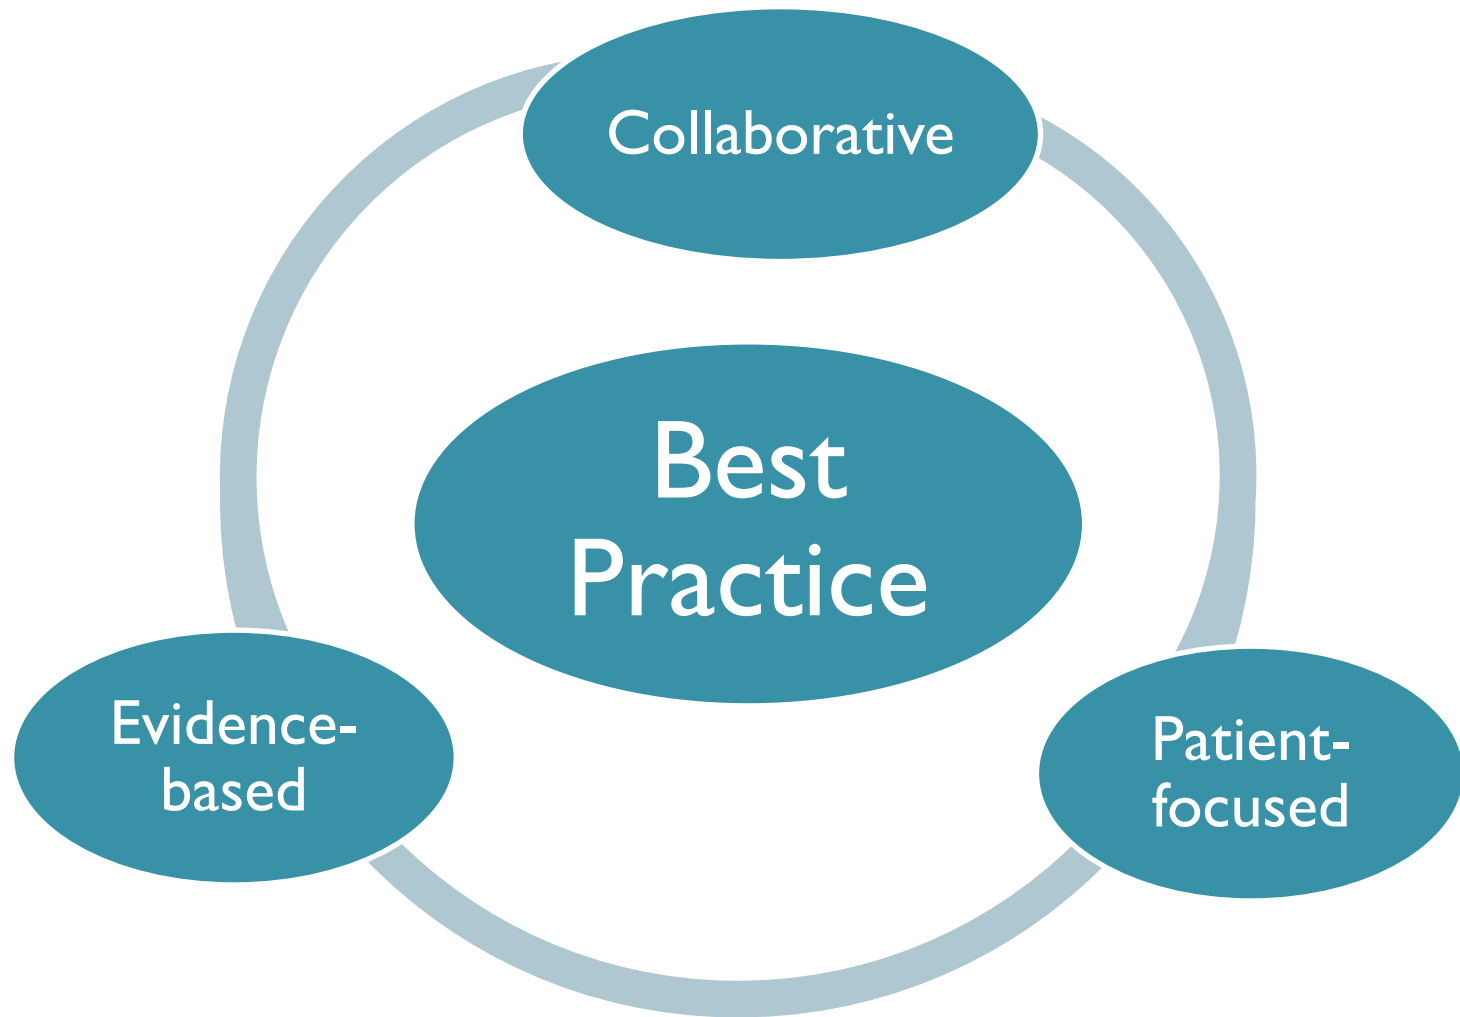 Collaborative
Best
Practice
Evidence-
based
Patient-
focused